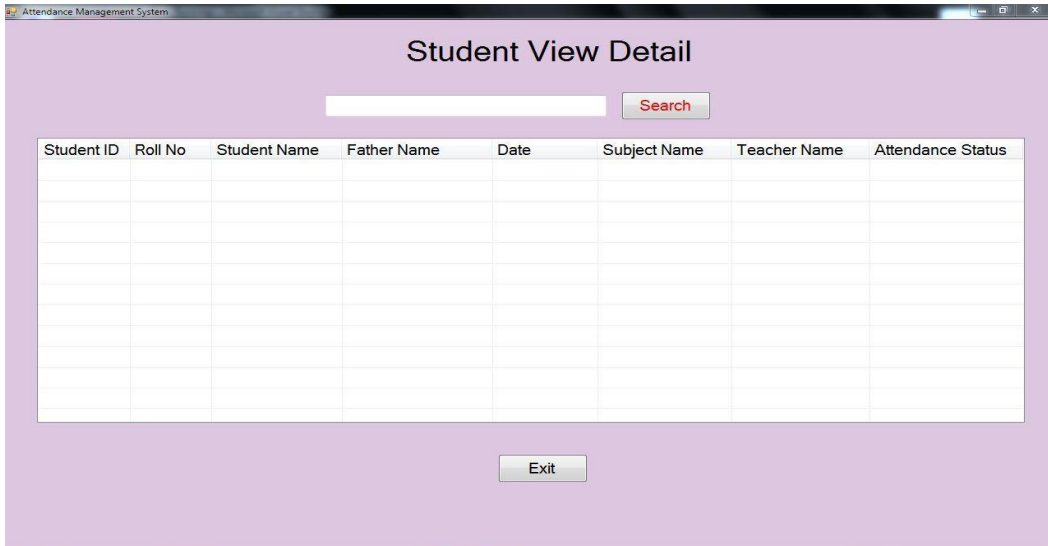 Attendance Management System
Student View Detail
Search
Student ID Roll No Student Name Father Name Date Subject Name Teacher Name Attendance Status
Exit